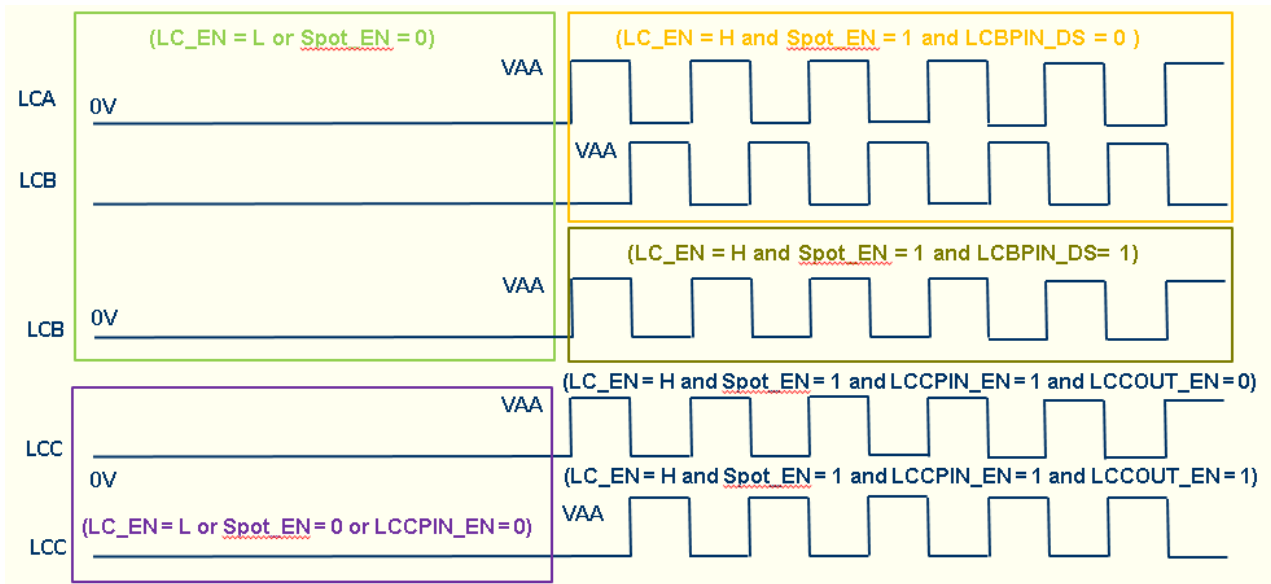 (LC_EN = L or Spot_EN = 0)
(LC_EN = H and Spot_EN = 1 and LCBPIN_DS = 0 )
VAA
LCA
0V
VAA
LCB
(LC_EN = H and Spot_EN = 1 and LCBPIN_DS= 1)
VAA
0V
LCB
(LC_EN = H and Spot_EN = 1 and LCCPIN_EN=1 and LCCOUT_EN=0)
VAA
LCC
0V
(LC_EN = H and Spot_EN = 1 and LCCPIN_EN=1 and LCCOUT_EN=1)
VAA
(LC_EN = L or Spot_EN= 0 or LCCPIN_EN= 0)
LCC